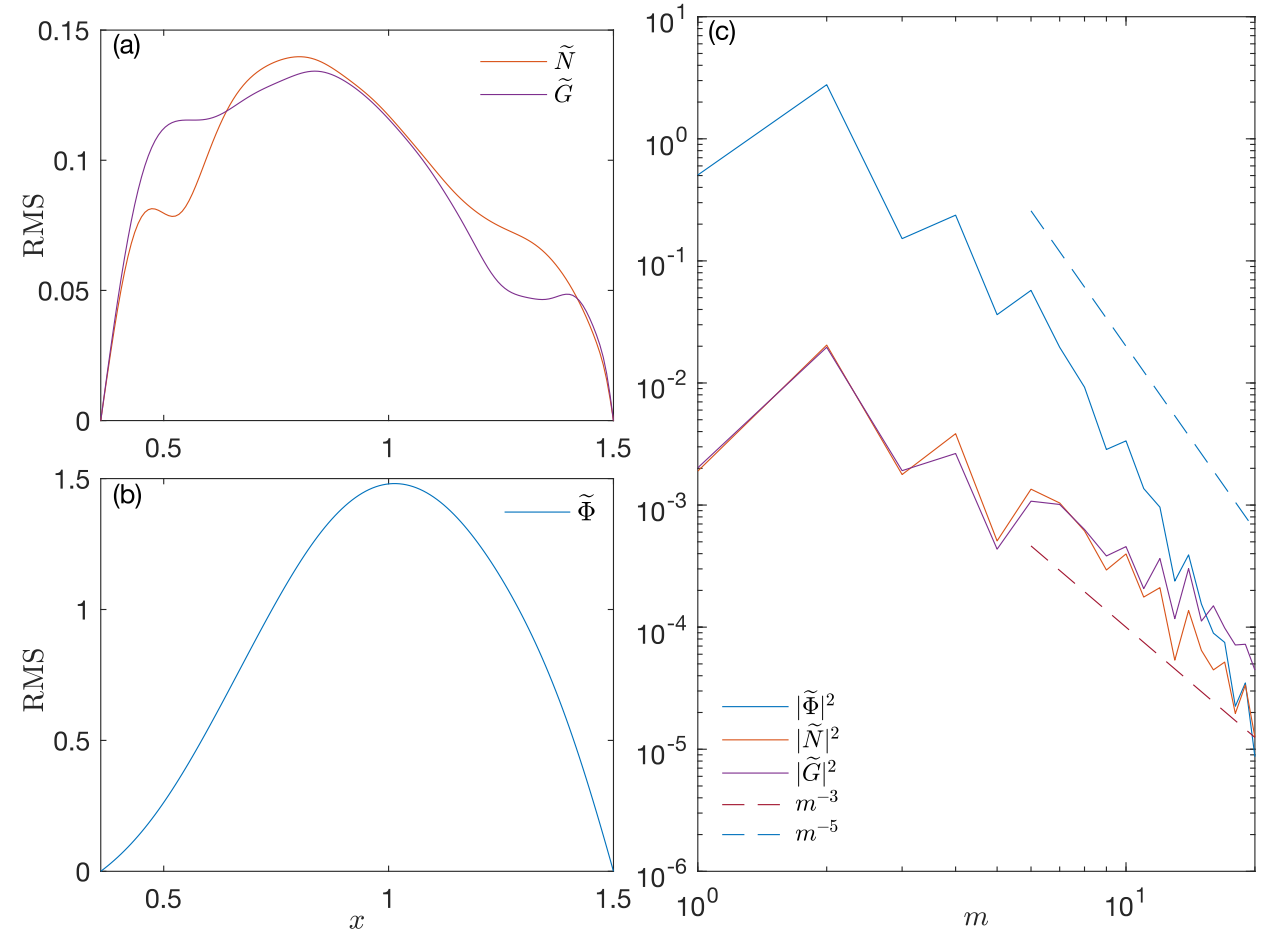 (a)
0.15
0.1
0.05
0
RMS
Ñ
G̃
0.5
1
1.5
(b)
1.5
1
0.5
0
RMS
Φ̃
0.5
1
1.5
x
(c)
10¹
10⁰
10⁻¹
10⁻²
10⁻³
10⁻⁴
10⁻⁵
10⁻⁶
|Φ̃|²
|Ñ|²
|G̃|²
m⁻³
m⁻⁵
10⁰
10¹
m